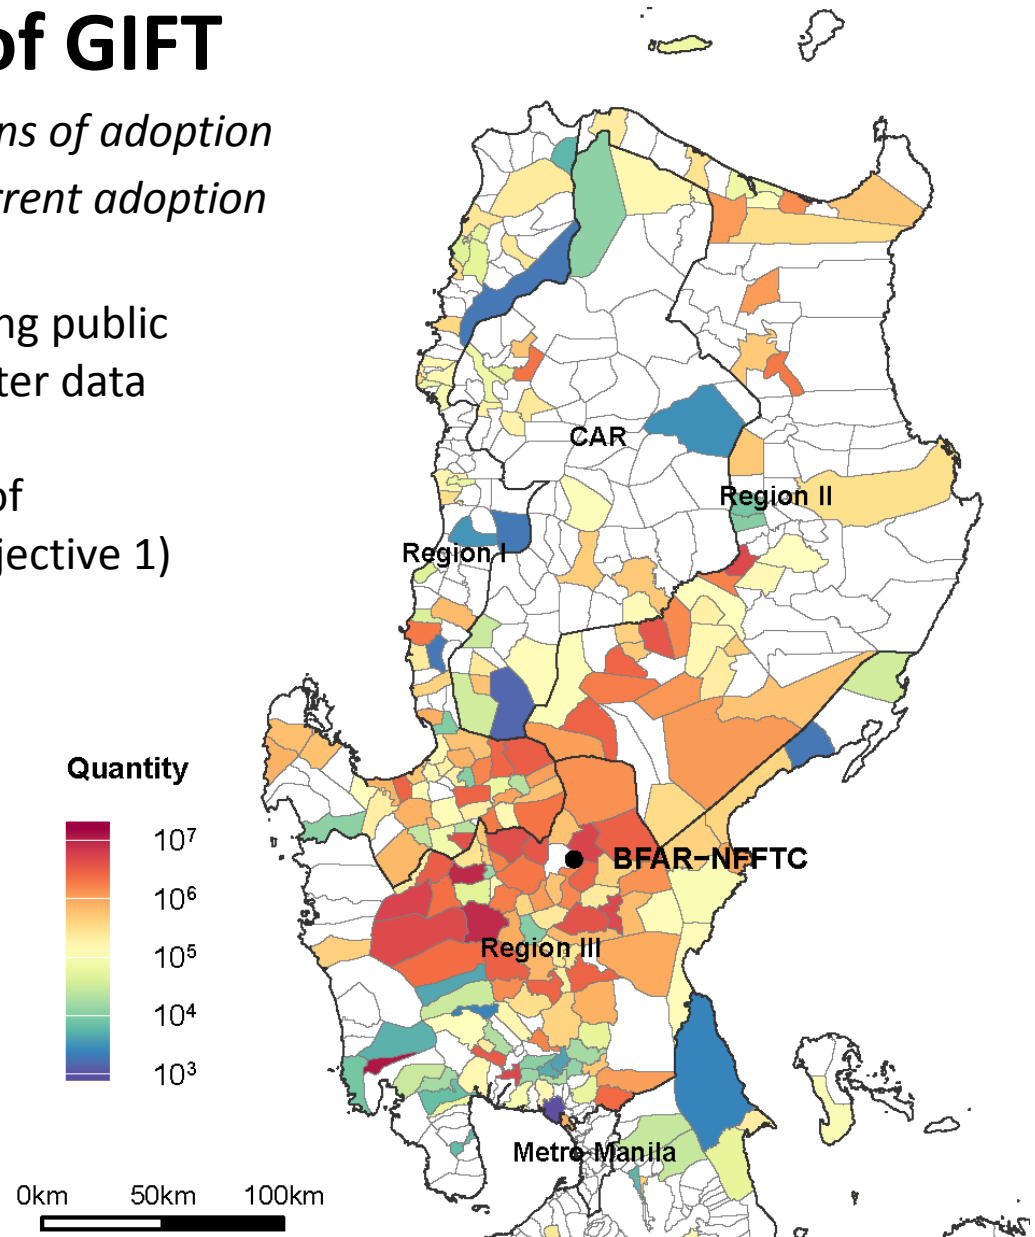 of GIFT
ns of adoption
rrent adoption
ng public
ter data
of
jective 1)
CAR
Region II
Region I
Quantity
10⁷
10⁶
10⁵
10⁴
10³
BFAR−NFFTC
Region III
Metro Manila
0km 50km 100km